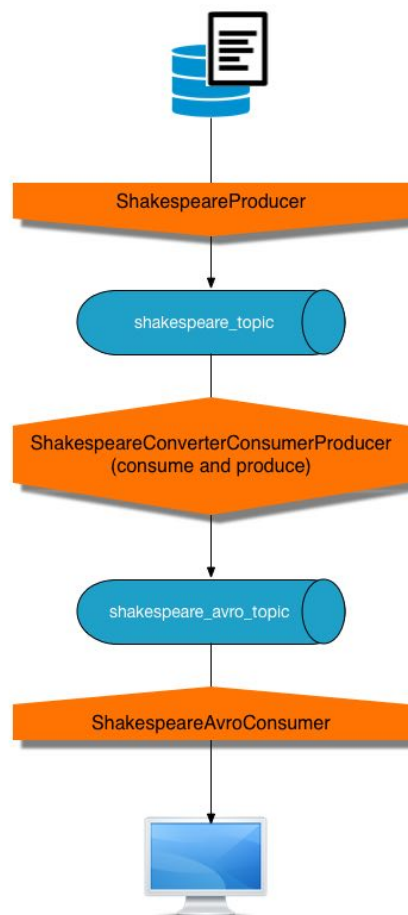 ShakespeareProducer
shakespeare_topic
ShakespeareConverterConsumerProducer
(consume and produce)
shakespeare_avro_topic
ShakespeareAvroConsumer